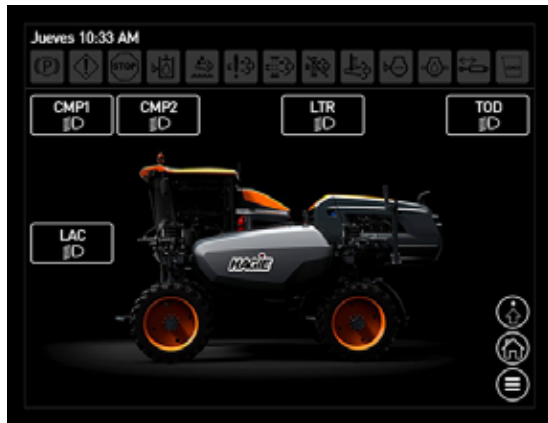 Jueves 10:33 AM
(P) STOP
CMP1 CMP2 LTR TOD
LAC
HAGIE